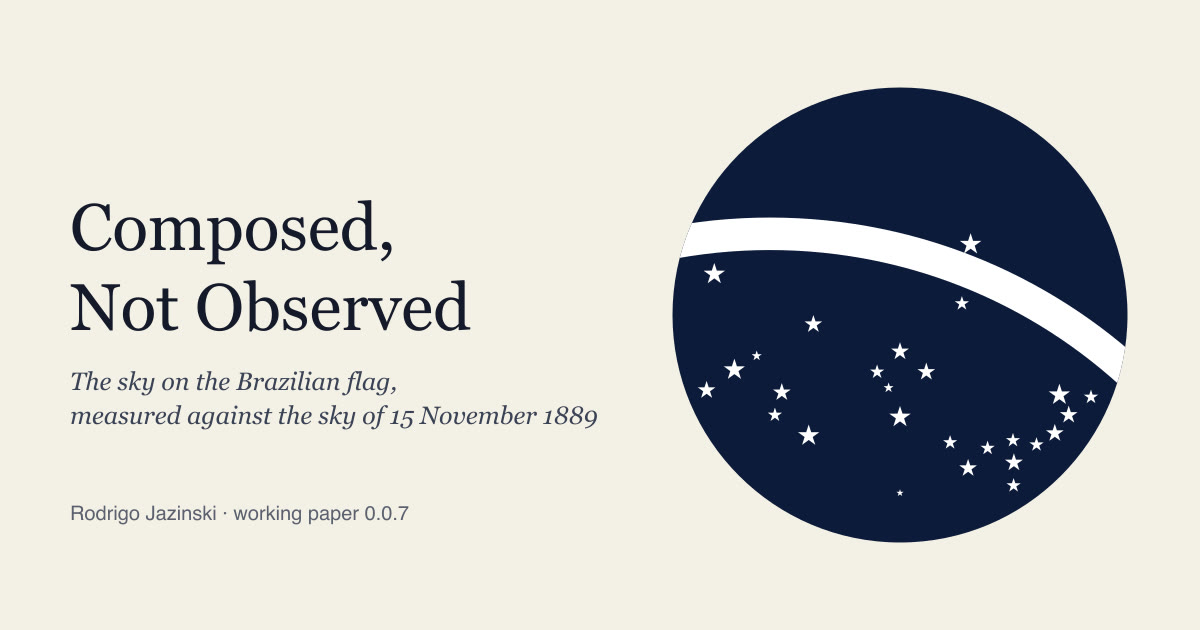 Composed,
Not Observed
The sky on the Brazilian flag,
measured against the sky of 15 November 1889
Rodrigo Jazinski · working paper 0.0.7